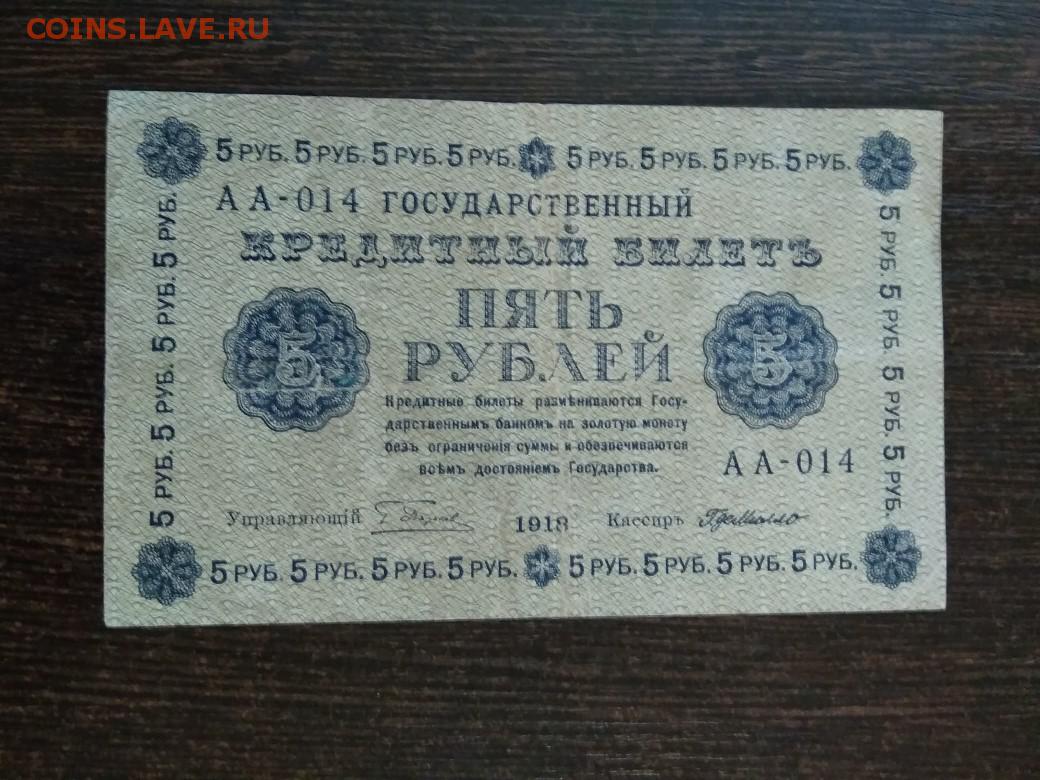 COINS.LAVE.RU
5 РУБ. 5 РУБ. 5 РУБ. 5 РУБ. 5 РУБ. 5 РУБ. 5 РУБ. 5 РУБ.
АА-014 ГОСУДАРСТВЕННЫЙ
КРЕДИТНЫЙ БИЛЕТЪ
ПЯТЬ
РУБЛЕЙ
5
5
Кредитные билеты размѣниваются Госу-
дарственнымъ банкомъ на золотую монету
безъ ограниченія суммы и обезпечиваются
всѣмъ достояніемъ Государства.
АА-014
Управляющій
1918
Кассиръ
5 РУБ. 5 РУБ. 5 РУБ. 5 РУБ. 5 РУБ. 5 РУБ. 5 РУБ. 5 РУБ.
5 РУБ. 5 РУБ. 5 РУБ. 5 РУБ.
5 РУБ. 5 РУБ. 5 РУБ. 5 РУБ.